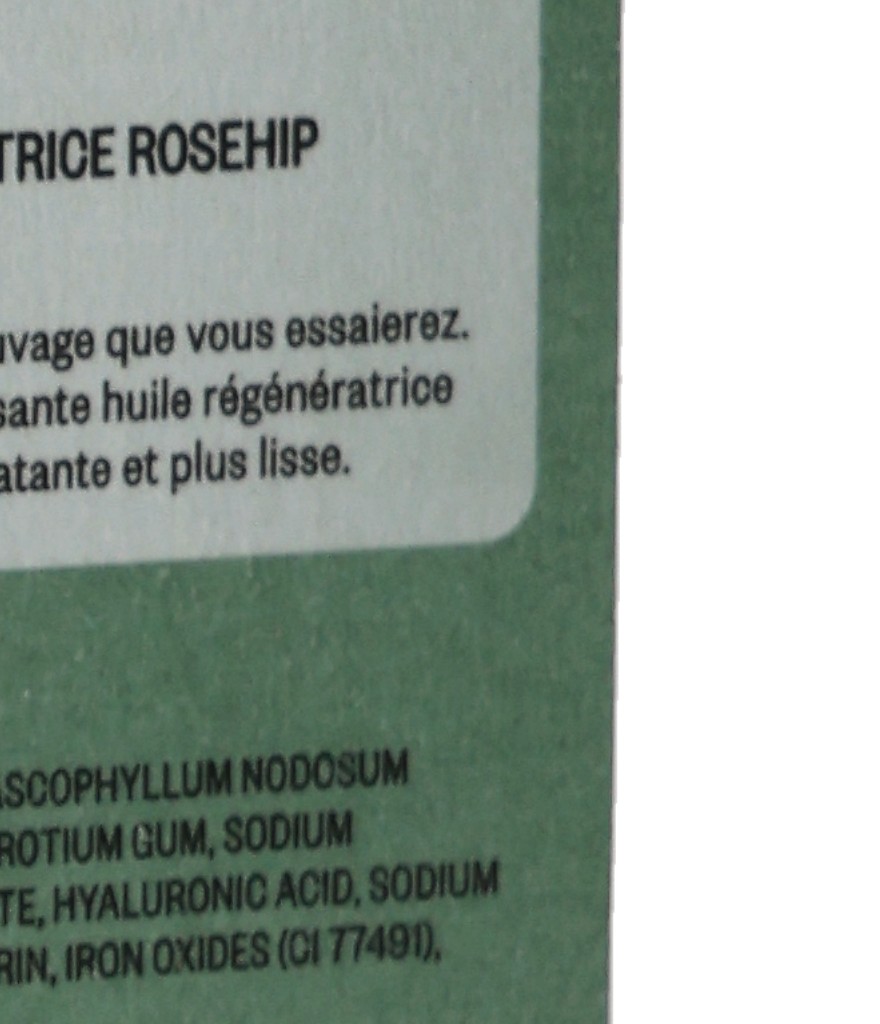 TRICE ROSEHIP
uvage que vous essaierez.
sante huile régénératrice
atante et plus lisse.
ASCOPHYLLUM NODOSUM
ROTIUM GUM, SODIUM
TE, HYALURONIC ACID, SODIUM
RIN, IRON OXIDES (CI 77491),